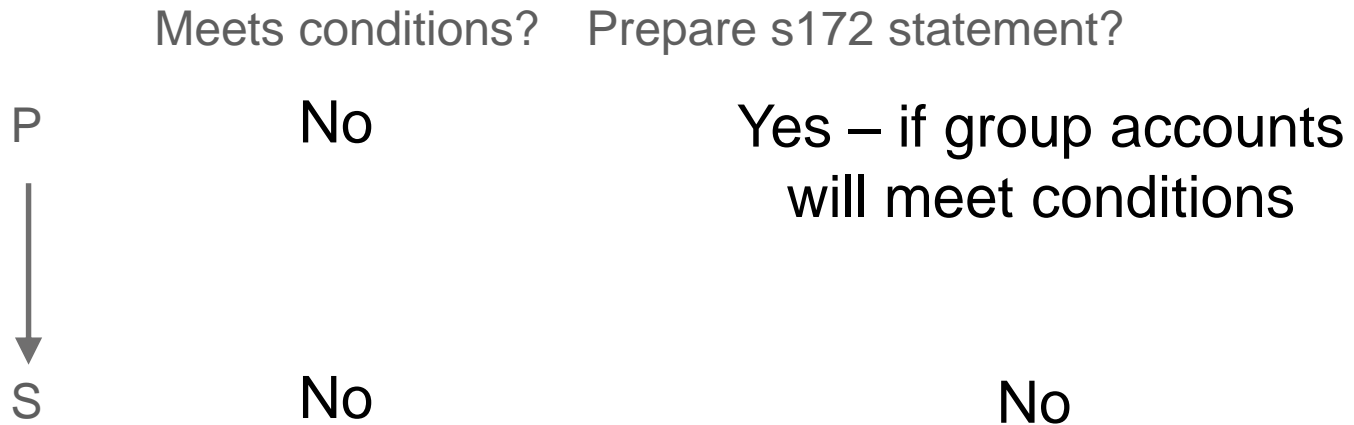 Meets conditions? Prepare s172 statement?
P No Yes – if group accounts
will meet conditions
S No No